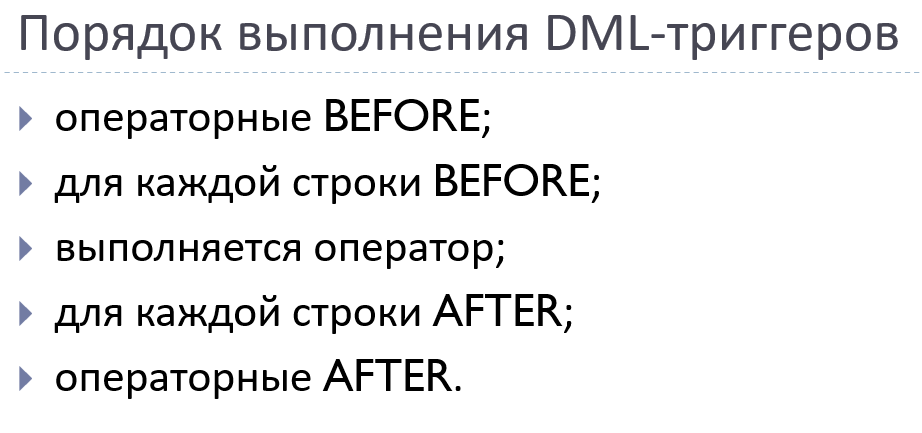 Порядок выполнения DML-триггеров
операторные BEFORE;
для каждой строки BEFORE;
выполняется оператор;
для каждой строки AFTER;
операторные AFTER.